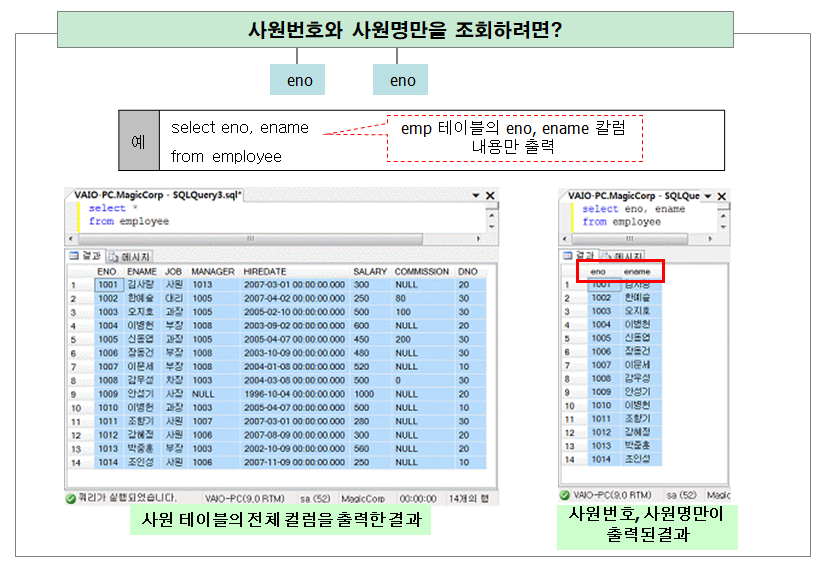 사원번호와 사원명만을 조회하려면?
eno eno
예
select eno, ename
from employee
emp 테이블의 eno, ename 칼럼
내용만 출력
VAIO-PC.MagicCorp - SQLQuery3.sql*
select *
from employee
결과 메시지
ENO ENAME JOB MANAGER HIREDATE SALARY COMMISSION DNO
1 1001 김사랑 사원 1013 2007-03-01 00:00:00.000 300 NULL 20
2 1002 한예슬 대리 1005 2007-04-02 00:00:00.000 250 80 30
3 1003 오지호 과장 1005 2005-02-10 00:00:00.000 500 100 30
4 1004 이병헌 부장 1008 2003-09-02 00:00:00.000 600 NULL 20
5 1005 신동엽 과장 1005 2005-04-07 00:00:00.000 450 200 30
6 1006 장동건 부장 1008 2003-10-09 00:00:00.000 480 NULL 30
7 1007 이문세 부장 1008 2004-01-08 00:00:00.000 520 NULL 10
8 1008 감우성 차장 1003 2004-03-08 00:00:00.000 500 0 30
9 1009 안성기 사장 NULL 1996-10-04 00:00:00.000 1000 NULL 20
10 1010 이병헌 과장 1003 2005-04-07 00:00:00.000 500 NULL 10
11 1011 조향기 사원 1007 2007-03-01 00:00:00.000 280 NULL 30
12 1012 강혜정 사원 1006 2007-08-09 00:00:00.000 300 NULL 20
13 1013 박중훈 부장 1003 2002-10-09 00:00:00.000 560 NULL 20
14 1014 조인성 사원 1006 2007-11-09 00:00:00.000 250 NULL 10
쿼리가 실행되었습니다. VAIO-PC(9.0 RTM) sa (52) MagicCorp 00:00:00 14개의 행
사원 테이블의 전체 컬럼을 출력한 결과
VAIO-PC.MagicCorp - SQLQue
select eno, ename
from employee
결과 메시지
eno ename
1 1001 김사랑
2 1002 한예슬
3 1003 오지호
4 1004 이병헌
5 1005 신동엽
6 1006 장동건
7 1007 이문세
8 1008 감우성
9 1009 안성기
10 1010 이병헌
11 1011 조향기
12 1012 강혜정
13 1013 박중훈
14 1014 조인성
VAIO-PC(9.0 RTM) sa (52) Magic
사원번호, 사원명만이
출력된결과